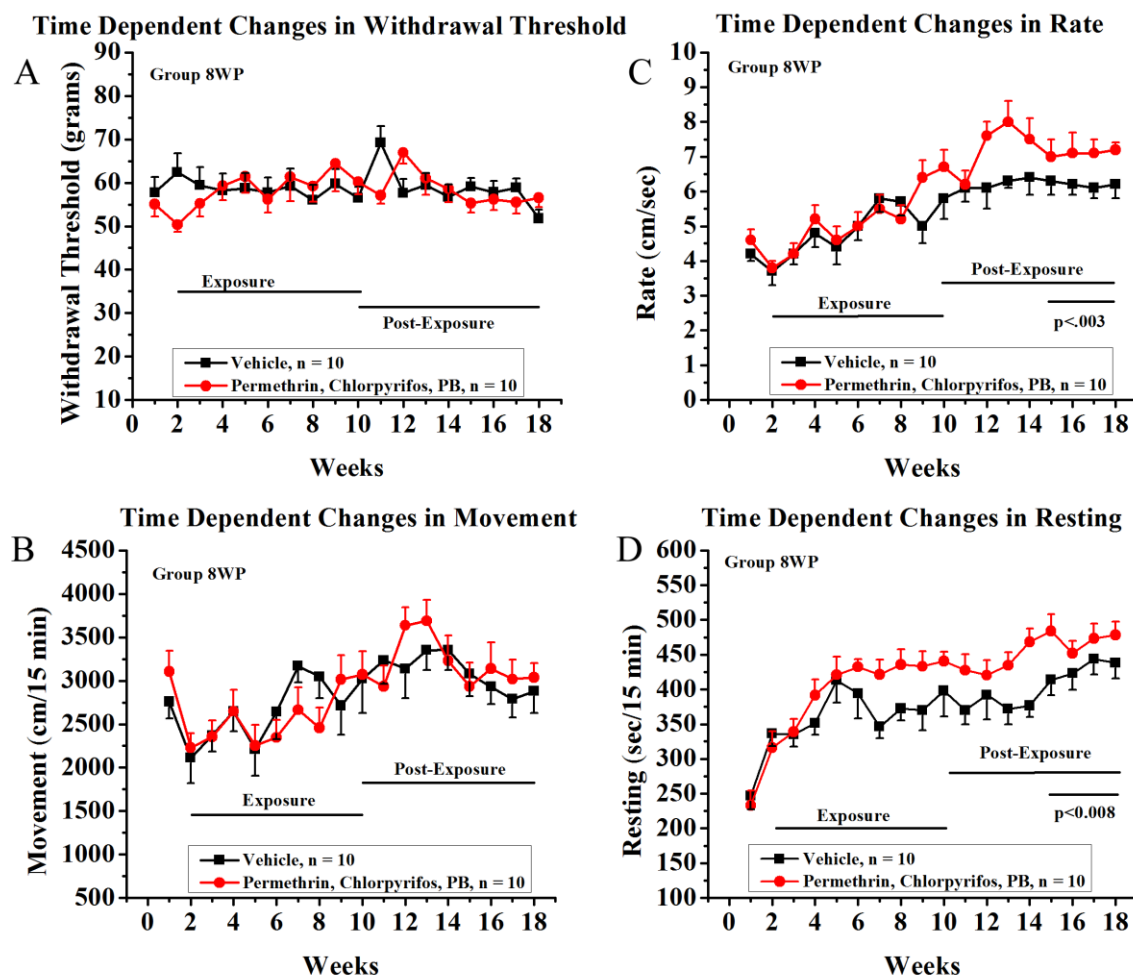 Time Dependent Changes in Withdrawal Threshold
A
Group 8WP
Withdrawal Threshold (grams)
90
80
70
60
50
40
30
20
10
Exposure
Post-Exposure
Vehicle, n = 10
Permethrin, Chlorpyrifos, PB, n = 10
0 2 4 6 8 10 12 14 16 18
Weeks
Time Dependent Changes in Rate
C
Group 8WP
Rate (cm/sec)
10
9
8
7
6
5
4
3
2
1
0
Post-Exposure
Exposure
p<.003
Vehicle, n = 10
Permethrin, Chlorpyrifos, PB, n = 10
0 2 4 6 8 10 12 14 16 18
Weeks
Time Dependent Changes in Movement
B
Group 8WP
Movement (cm/15 min)
4500
4000
3500
3000
2500
2000
1500
1000
500
Post-Exposure
Exposure
Vehicle, n = 10
Permethrin, Chlorpyrifos, PB, n = 10
0 2 4 6 8 10 12 14 16 18
Weeks
Time Dependent Changes in Resting
D
Group 8WP
Resting (sec/15 min)
600
550
500
450
400
350
300
250
200
150
100
Post-Exposure
p<0.008
Exposure
Vehicle, n = 10
Permethrin, Chlorpyrifos, PB, n = 10
0 2 4 6 8 10 12 14 16 18
Weeks